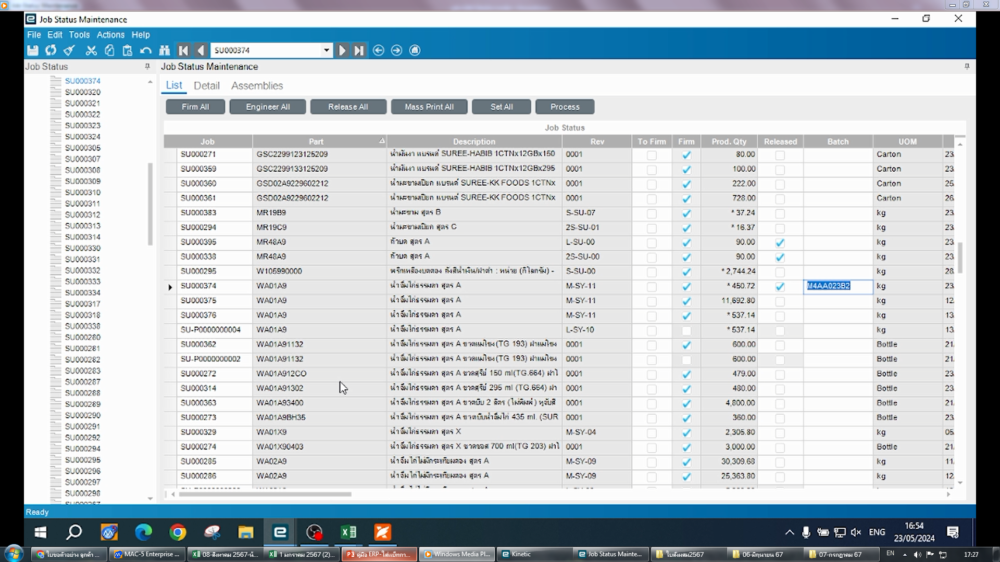 Job Status Maintenance
File Edit Tools Actions Help
SU000374
Job Status
Job Status Maintenance
SU000374
SU000320
SU000321
SU000322
SU000323
SU000324
SU000305
SU000307
SU000308
SU000309
SU000310
SU000311
SU000312
SU000313
SU000314
SU000330
SU000331
SU000332
SU000333
SU000334
SU000317
SU000318
SU000338
SU000280
SU000281
SU000282
SU000283
SU000287
SU000288
SU000289
SU000290
SU000291
SU000292
SU000294
SU000295
SU000296
SU000297
SU000298
List Detail Assemblies
Firm All Engineer All Release All Mass Print All Set All Process
Job Status
Job Part Description Rev To Firm Firm Prod. Qty Released Batch UOM
SU000271 GSC2299123125209 น้ำมันงา แบรนด์ SUREE-HABIB 1CTNx12GBx150 0001 80.00 Carton 23
SU000359 GSC2299133125209 น้ำมันงา แบรนด์ SUREE-HABIB 1CTNx12GBx295 0001 100.00 Carton 23
SU000360 GSD02A9229602212 น้ำมะขามเปียก แบรนด์ SUREE-KK FOODS 1CTNx 0001 222.00 Carton 25
SU000361 GSD02A9229602212 น้ำมะขามเปียก แบรนด์ SUREE-KK FOODS 1CTNx 0001 728.00 Carton 26
SU000383 MR19B9 น้ำมะขาม สูตร B S-SU-07 * 37.24 kg 23
SU000294 MR19C9 น้ำมะขามเปียก สูตร C 2S-SU-01 * 16.37 kg 23
SU000395 MR48A9 ถั่วบด สูตร A L-SU-00 90.00 kg 23
SU000338 MR48A9 ถั่วบด สูตร A 2S-SU-00 90.00 kg 23
SU000295 W105990000 พริกเหลืองบดดอง ถังสีน้ำเงิน/ฝาดำ : หน่วย (กิโลกรัม) - S-SU-00 * 2,744.24 kg 28
SU000374 WA01A9 น้ำจิ้มไก่ธรรมดา สูตร A M-SY-11 * 450.72 M4AA023B2 kg 23
SU000375 WA01A9 น้ำจิ้มไก่ธรรมดา สูตร A M-SY-11 11,692.80 kg 12
SU000376 WA01A9 น้ำจิ้มไก่ธรรมดา สูตร A M-SY-11 * 537.14 kg 13
SU-P0000000004 WA01A9 น้ำจิ้มไก่ธรรมดา สูตร A L-SY-10 * 537.14 kg 13
SU000362 WA01A91132 น้ำจิ้มไก่ธรรมดา สูตร A ขวดแม่โขง(TG 193) ฝาแม่โขง 0001 600.00 Bottle 21
SU-P0000000002 WA01A91132 น้ำจิ้มไก่ธรรมดา สูตร A ขวดแม่โขง(TG 193) ฝาแม่โขง 0001 600.00 Bottle 21
SU000272 WA01A912CO น้ำจิ้มไก่ธรรมดา สูตร A ขวดสุรีย์ 150 ml(TG.664) ฝาโ 0001 479.00 Bottle 23
SU000314 WA01A91302 น้ำจิ้มไก่ธรรมดา สูตร A ขวดสุรีย์ 295 ml (TG.664) ฝา 0001 480.00 Bottle 23
SU000363 WA01A93400 น้ำจิ้มไก่ธรรมดา สูตร A ขวดบีบ 2 ลิตร (ไม่พิมพ์) หูจับสี 0001 4,800.00 Bottle 21
SU000273 WA01A9BH35 น้ำจิ้มไก่ธรรมดา สูตร A ขวดบีบน้ำจิ้มไก่ 435 ml. (SUR 0001 360.00 Bottle 23
SU000329 WA01X9 น้ำจิ้มไก่ธรรมดา สูตร X M-SY-04 2,305.80 kg 05
SU000274 WA01X90403 น้ำจิ้มไก่ธรรมดา สูตร X ขวดซอส 700 ml(TG 203) ฝาโ 0001 3,000.00 Bottle 21
SU000285 WA02A9 น้ำจิ้มไก่ไม่มีกระเทียมดอง สูตร A M-SY-09 30,309.68 kg 11
SU000286 WA02A9 น้ำจิ้มไก่ไม่มีกระเทียมดอง สูตร A M-SY-09 25,363.80 kg 12
Ready
ENG
16:54
23/05/2024
ใบขอตัวอย่าง ลูกค้า ...
MAC-5 Enterprise ...
08-สิงหาคม 2567-น้...
1 มกราคม 2567 (2)...
คู่มือ ERP-ใส่แบ็ทกา...
Windows Media Pl...
Kinetic
Job Status Mainte...
ใบสั่งผสม2567
06-มิถุนายน 67
07-กรกฎาคม 67
EN
17:27